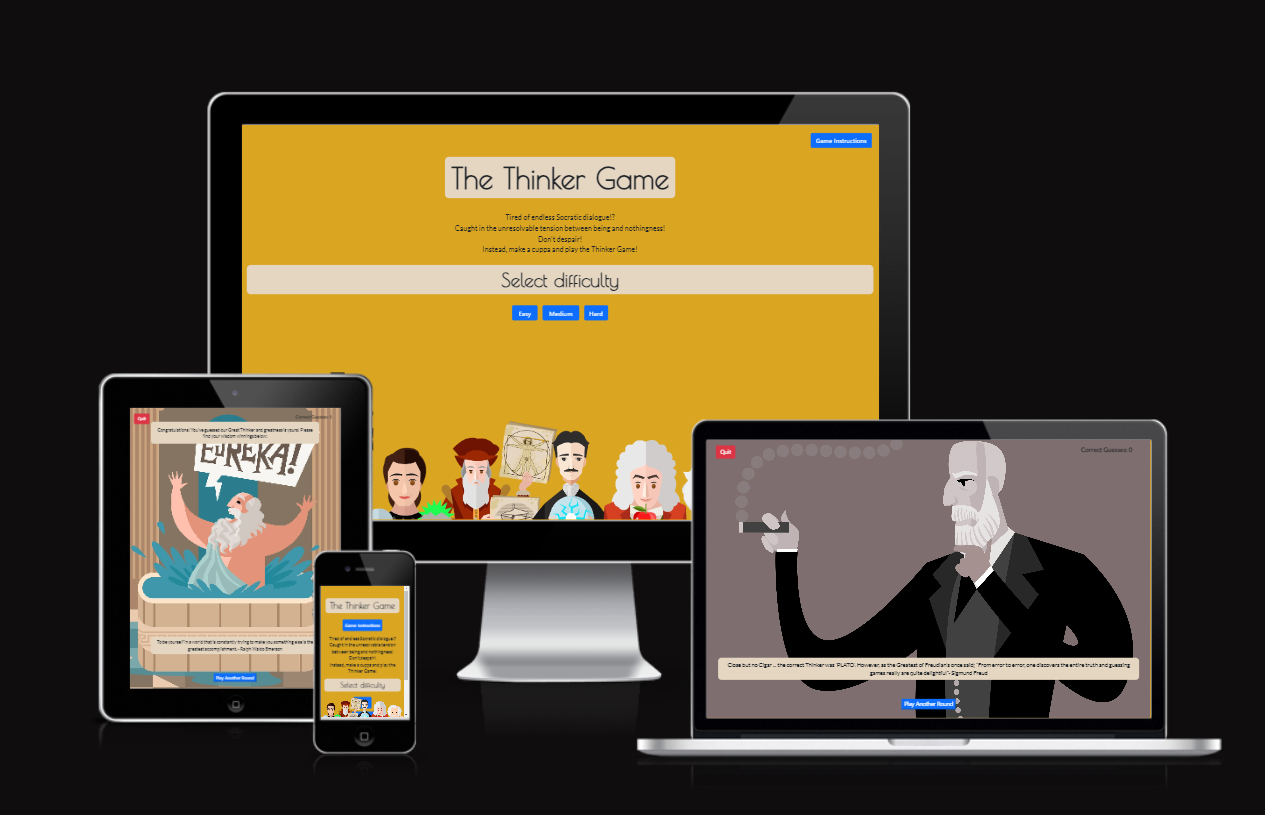 Game Instructions
The Thinker Game
Tired of endless Socratic dialogue!?
Caught in the unresolvable tension between being and nothingness!
Don't despair!
Instead, make a cuppa and play the Thinker Game!
Select difficulty
Easy
Medium
Hard
Quit
Correct Guesses: 0
Congratulations! You've guessed our Great Thinker and greatness is yours! Please
find your wisdom winnings below:
EUREKA!
To be yourself in a world that is constantly trying to make you something else is the
greatest accomplishment. - Ralph Waldo Emerson
Play Another Round
The Thinker Game
Game Instructions
Tired of endless Socratic dialogue!?
Caught in the unresolvable tension
between being and nothingness!
Don't despair!
Instead, make a cuppa and play the
Thinker Game!
Select difficulty
Quit
Correct Guesses: 0
Close but no Cigar... the correct Thinker was 'PLATO'. However, as the Greatest of Freudians once said; "From error to error, one discovers the entire truth and guessing
games really are quite delightful"- Sigmund Freud
Play Another Round